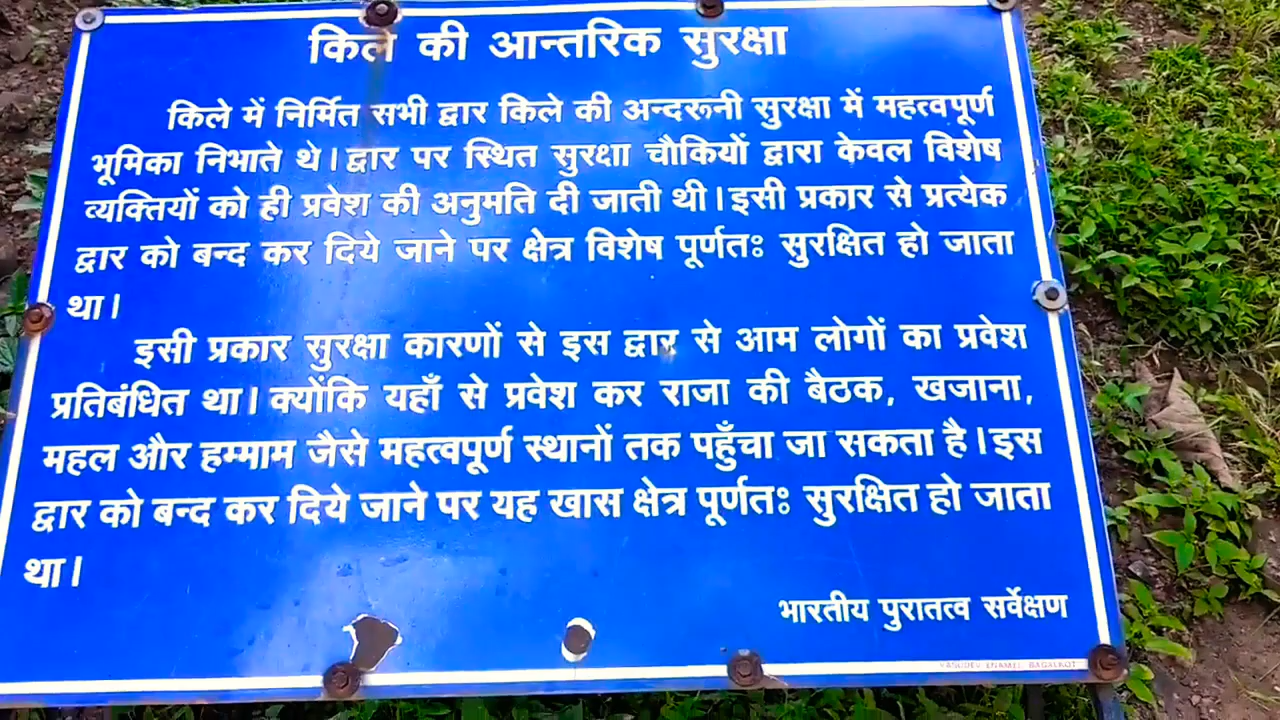 किले की आन्तरिक सुरक्षा
किले में निर्मित सभी द्वार किले की अन्दरूनी सुरक्षा में महत्वपूर्ण
भूमिका निभाते थे। द्वार पर स्थित सुरक्षा चौकियों द्वारा केवल विशेष
व्यक्तियों को ही प्रवेश की अनुमति दी जाती थी। इसी प्रकार से प्रत्येक
द्वार को बन्द कर दिये जाने पर क्षेत्र विशेष पूर्णतः सुरक्षित हो जाता
था।
इसी प्रकार सुरक्षा कारणों से इस द्वार से आम लोगों का प्रवेश
प्रतिबंधित था। क्योंकि यहाँ से प्रवेश कर राजा की बैठक, खजाना,
महल और हम्माम जैसे महत्वपूर्ण स्थानों तक पहुँचा जा सकता है। इस
द्वार को बन्द कर दिये जाने पर यह खास क्षेत्र पूर्णतः सुरक्षित हो जाता
था।
भारतीय पुरातत्व सर्वेक्षण
ENAMEL BAGALKOT